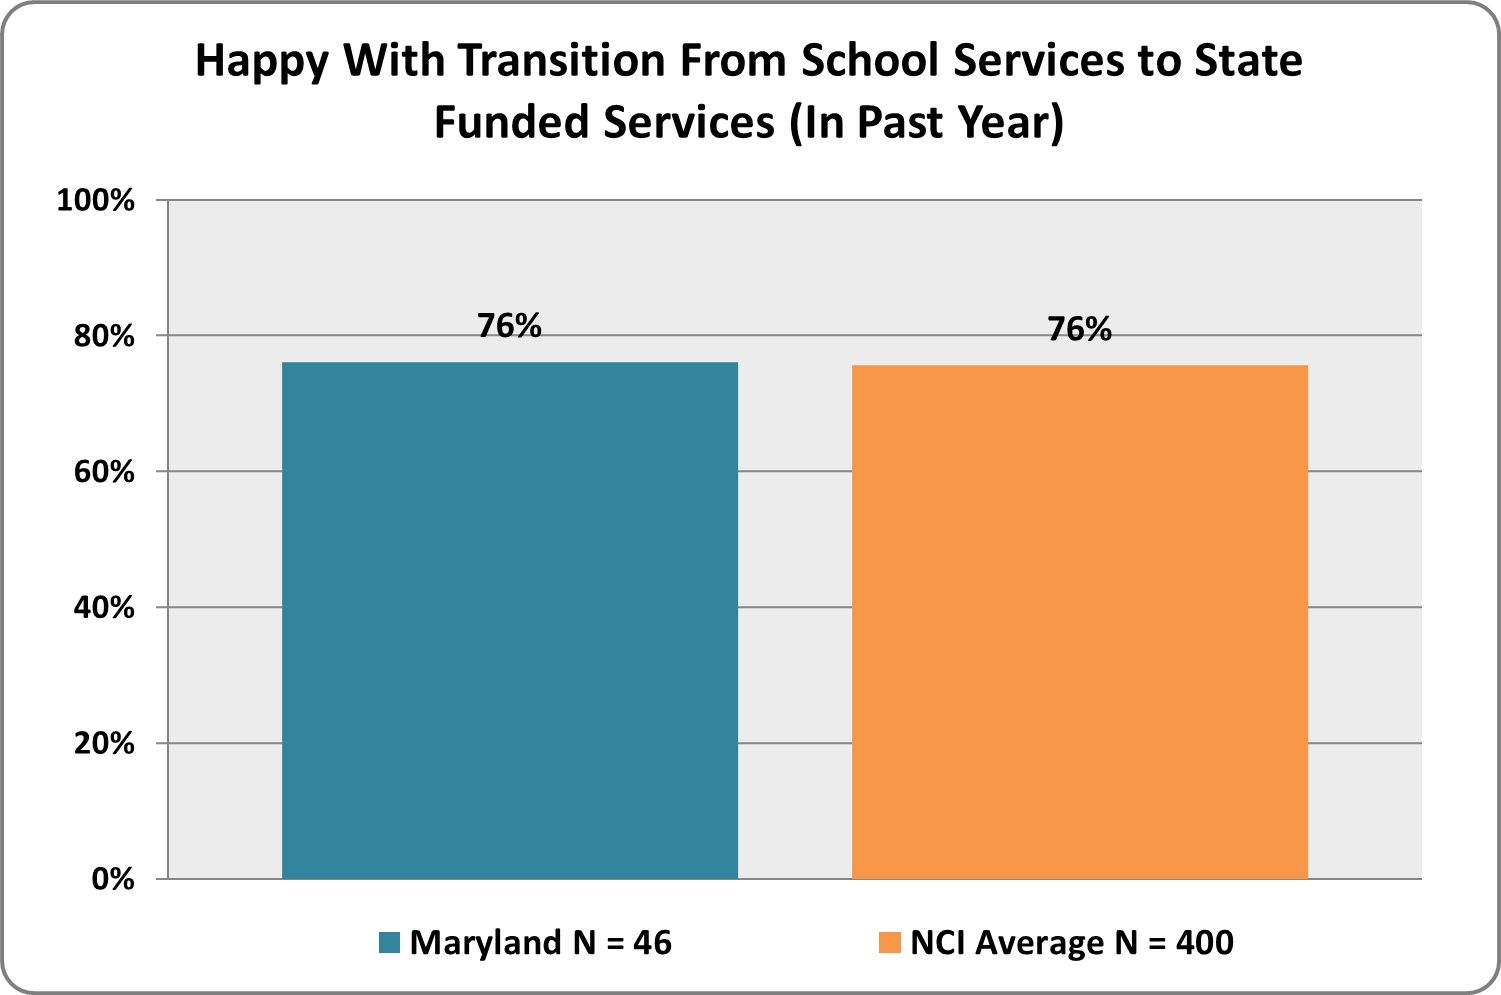 Happy With Transition From School Services to State
Funded Services (In Past Year)
100%
80%
60%
40%
20%
0%
76%
76%
Maryland N = 46
NCI Average N = 400